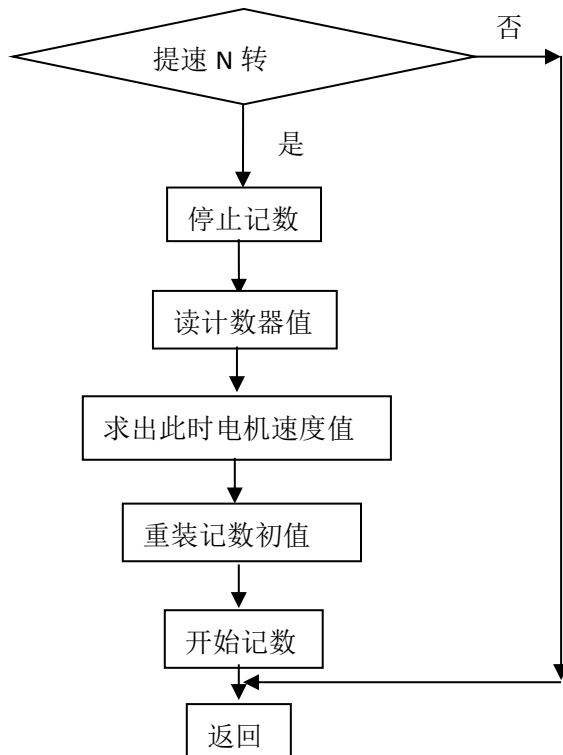 否
提速 N 转
是
停止记数
读计数器值
求出此时电机速度值
重装记数初值
开始记数
返回